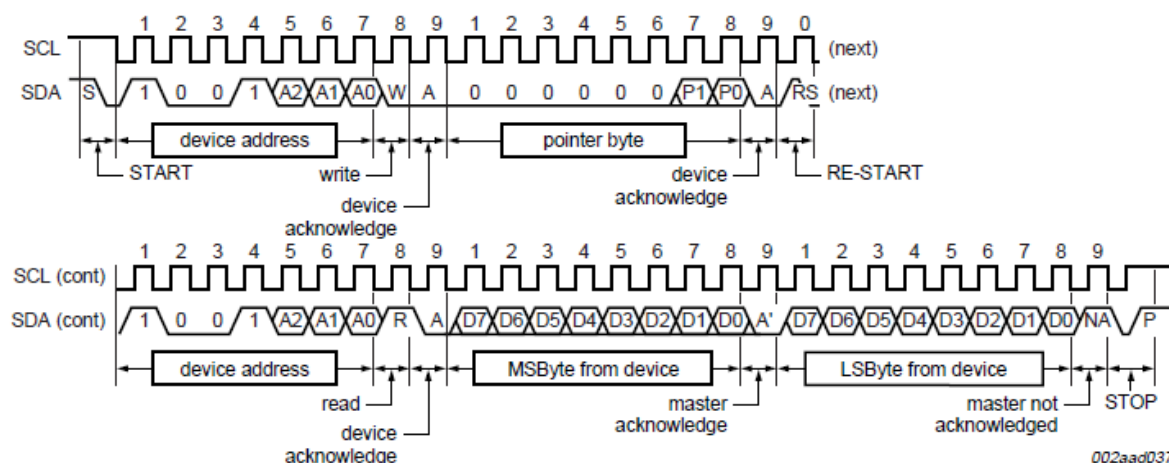 1 2 3 4 5 6 7 8 9 1 2 3 4 5 6 7 8 9 0
SCL (next)
SDA S 1 0 0 1 A2 A1 A0 W A 0 0 0 0 0 0 P1 P0 A RS (next)
device address pointer byte
START write device acknowledge device acknowledge RE-START
1 2 3 4 5 6 7 8 9 1 2 3 4 5 6 7 8 9 1 2 3 4 5 6 7 8 9
SCL (cont)
SDA (cont) 1 0 0 1 A2 A1 A0 R A D7 D6 D5 D4 D3 D2 D1 D0 A' D7 D6 D5 D4 D3 D2 D1 D0 NA P
device address MSByte from device LSByte from device
read device acknowledge master acknowledge master not acknowledged STOP
002aad037